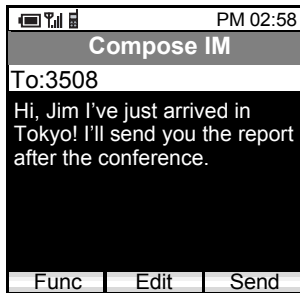 PM 02:58
Compose IM
To:3508
Hi, Jim I've just arrived in
Tokyo! I'll send you the report
after the conference.
Func Edit Send